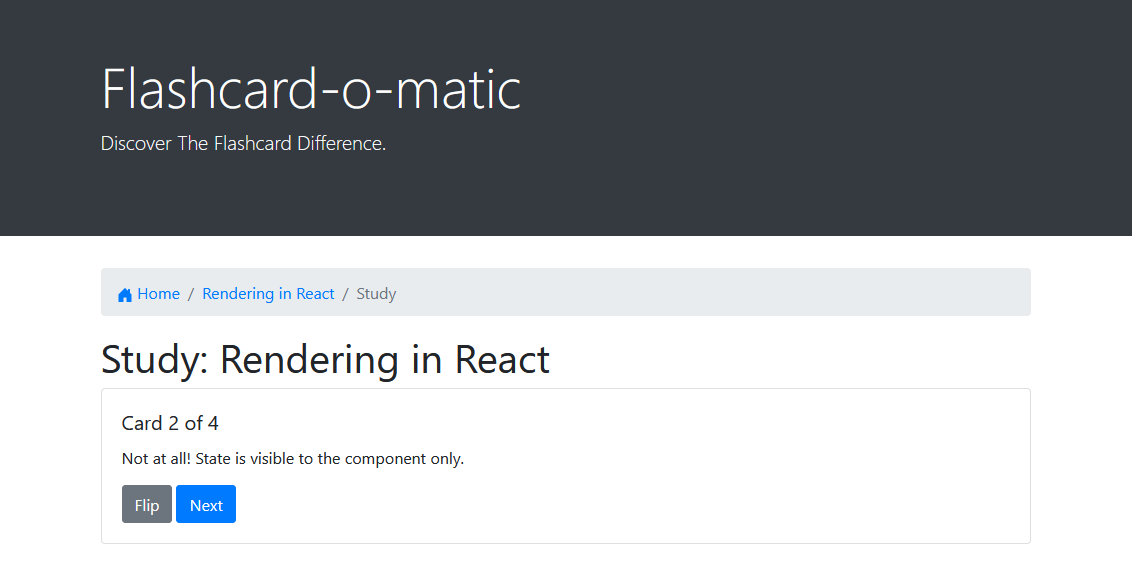 Flashcard-o-matic
Discover The Flashcard Difference.
Home / Rendering in React / Study
Study: Rendering in React
Card 2 of 4
Not at all! State is visible to the component only.
Flip Next